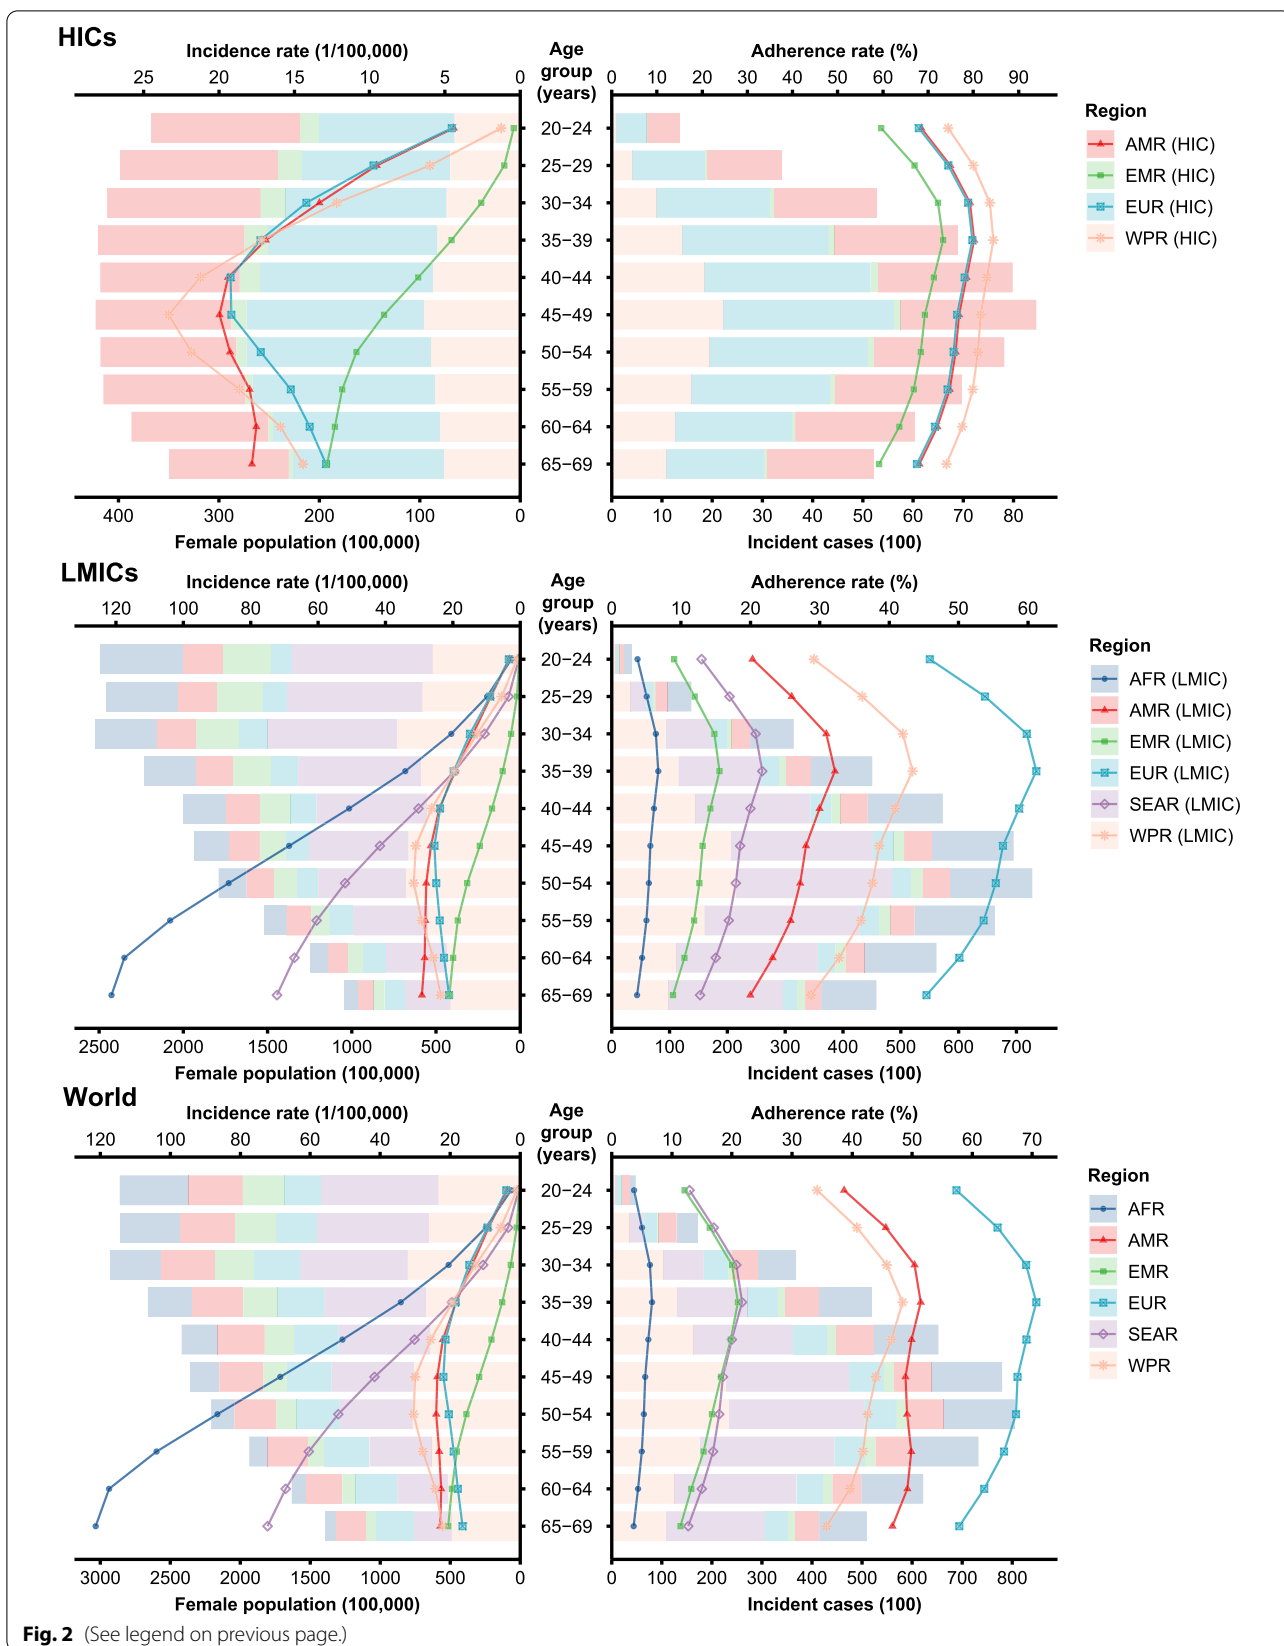 HICs
Incidence rate (1/100,000)
25 20 15 10 5 0
Age
group
(years)
Adherence rate (%)
0 10 20 30 40 50 60 70 80 90
20−24
25−29
30−34
35−39
40−44
45−49
50−54
55−59
60−64
65−69
400 300 200 100 0
Female population (100,000)
0 10 20 30 40 50 60 70 80
Incident cases (100)
Region
AMR (HIC)
EMR (HIC)
EUR (HIC)
WPR (HIC)
LMICs
Incidence rate (1/100,000)
120 100 80 60 40 20 0
Age
group
(years)
Adherence rate (%)
0 10 20 30 40 50 60
20−24
25−29
30−34
35−39
40−44
45−49
50−54
55−59
60−64
65−69
2500 2000 1500 1000 500 0
Female population (100,000)
0 100 200 300 400 500 600 700
Incident cases (100)
Region
AFR (LMIC)
AMR (LMIC)
EMR (LMIC)
EUR (LMIC)
SEAR (LMIC)
WPR (LMIC)
World
Incidence rate (1/100,000)
120 100 80 60 40 20 0
Age
group
(years)
Adherence rate (%)
0 10 20 30 40 50 60 70
20−24
25−29
30−34
35−39
40−44
45−49
50−54
55−59
60−64
65−69
3000 2500 2000 1500 1000 500 0
Female population (100,000)
0 100 200 300 400 500 600 700 800
Incident cases (100)
Region
AFR
AMR
EMR
EUR
SEAR
WPR
Fig. 2 (See legend on previous page.)